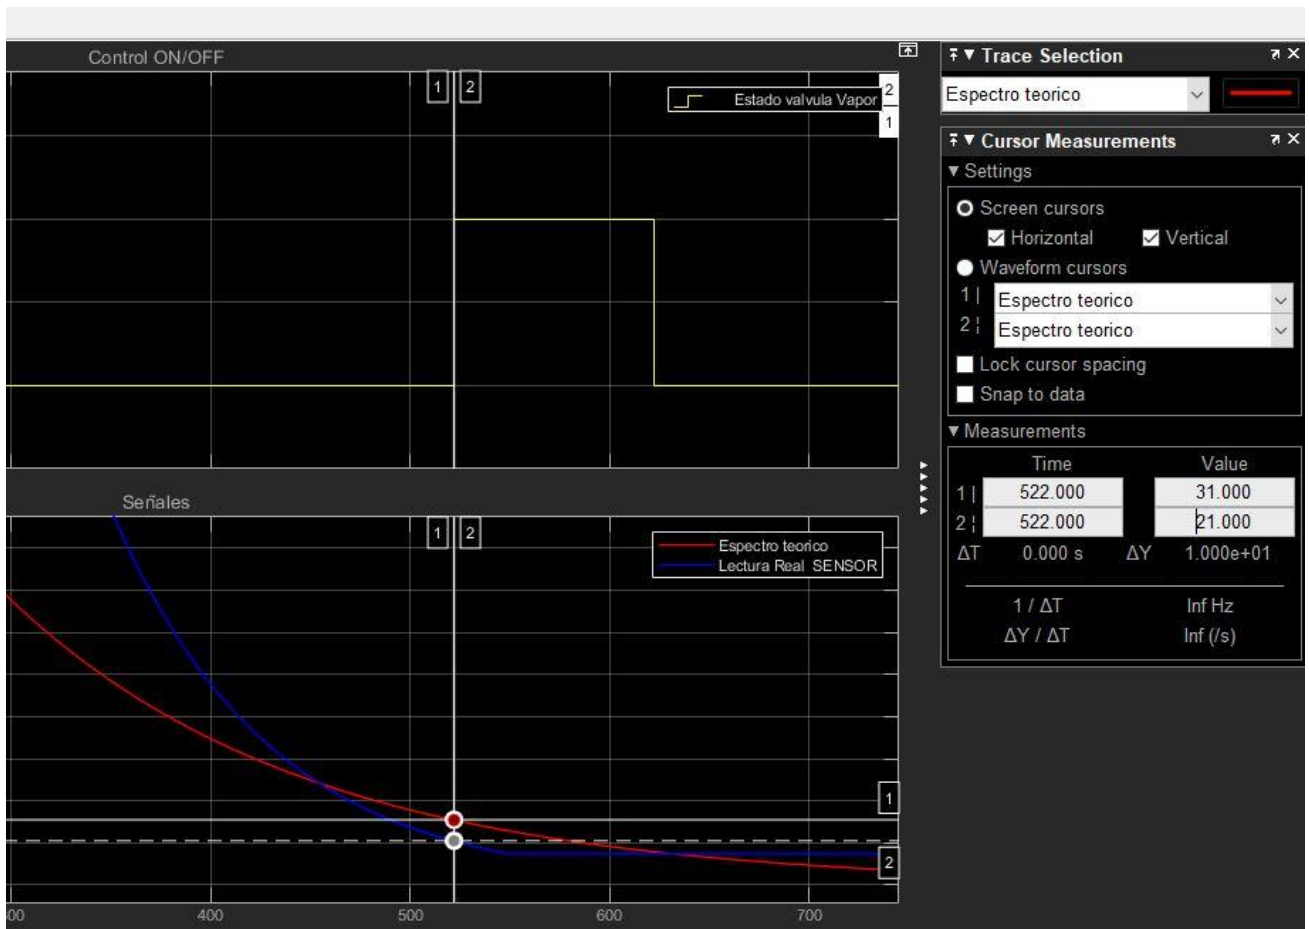 Control ON/OFF
1 2
Estado valvula Vapor
2
1
Señales
1 2
Espectro teorico
Lectura Real SENSOR
1
2
00 400 500 600 700
Trace Selection
Espectro teorico
Cursor Measurements
Settings
Screen cursors
Horizontal Vertical
Waveform cursors
1 | Espectro teorico
2 ¦ Espectro teorico
Lock cursor spacing
Snap to data
Measurements
Time Value
1 | 522.000 31.000
2 ¦ 522.000 21.000
ΔT 0.000 s ΔY 1.000e+01
1 / ΔT Inf Hz
ΔY / ΔT Inf (/s)